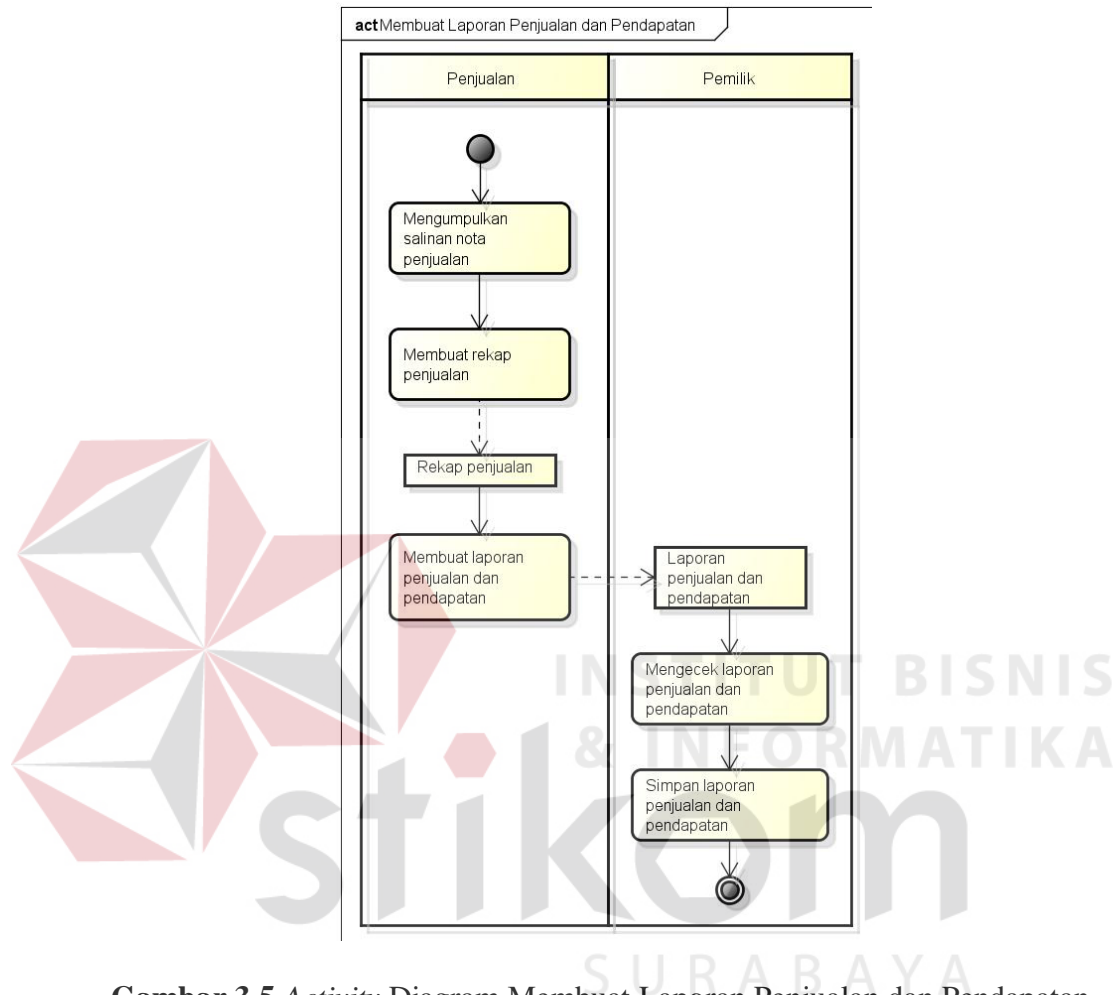 act Membuat Laporan Penjualan dan Pendapatan
Penjualan
Pemilik
Mengumpulkan
salinan nota
penjualan
Membuat rekap
penjualan
Rekap penjualan
Membuat laporan
penjualan dan
pendapatan
Laporan
penjualan dan
pendapatan
Mengecek laporan
penjualan dan
pendapatan
Simpan laporan
penjualan dan
pendapatan
INSTITUT BISNIS
& INFORMATIKA
stikom
SURABAYA
Gambar 3.5 Activity Diagram Membuat Laporan Penjualan dan Pendapatan